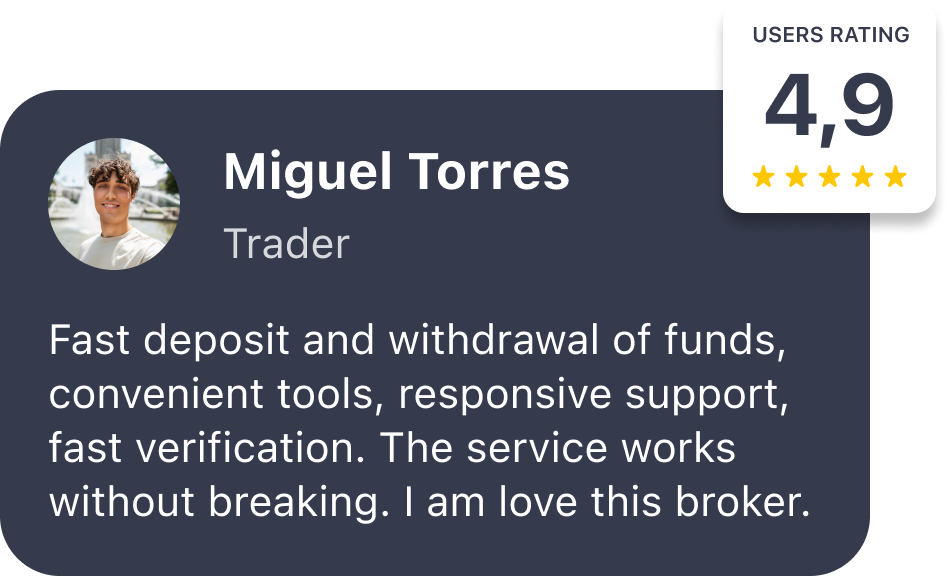 USERS RATING
4,9
Miguel Torres
Trader
Fast deposit and withdrawal of funds,
convenient tools, responsive support,
fast verification. The service works
without breaking. I am love this broker.